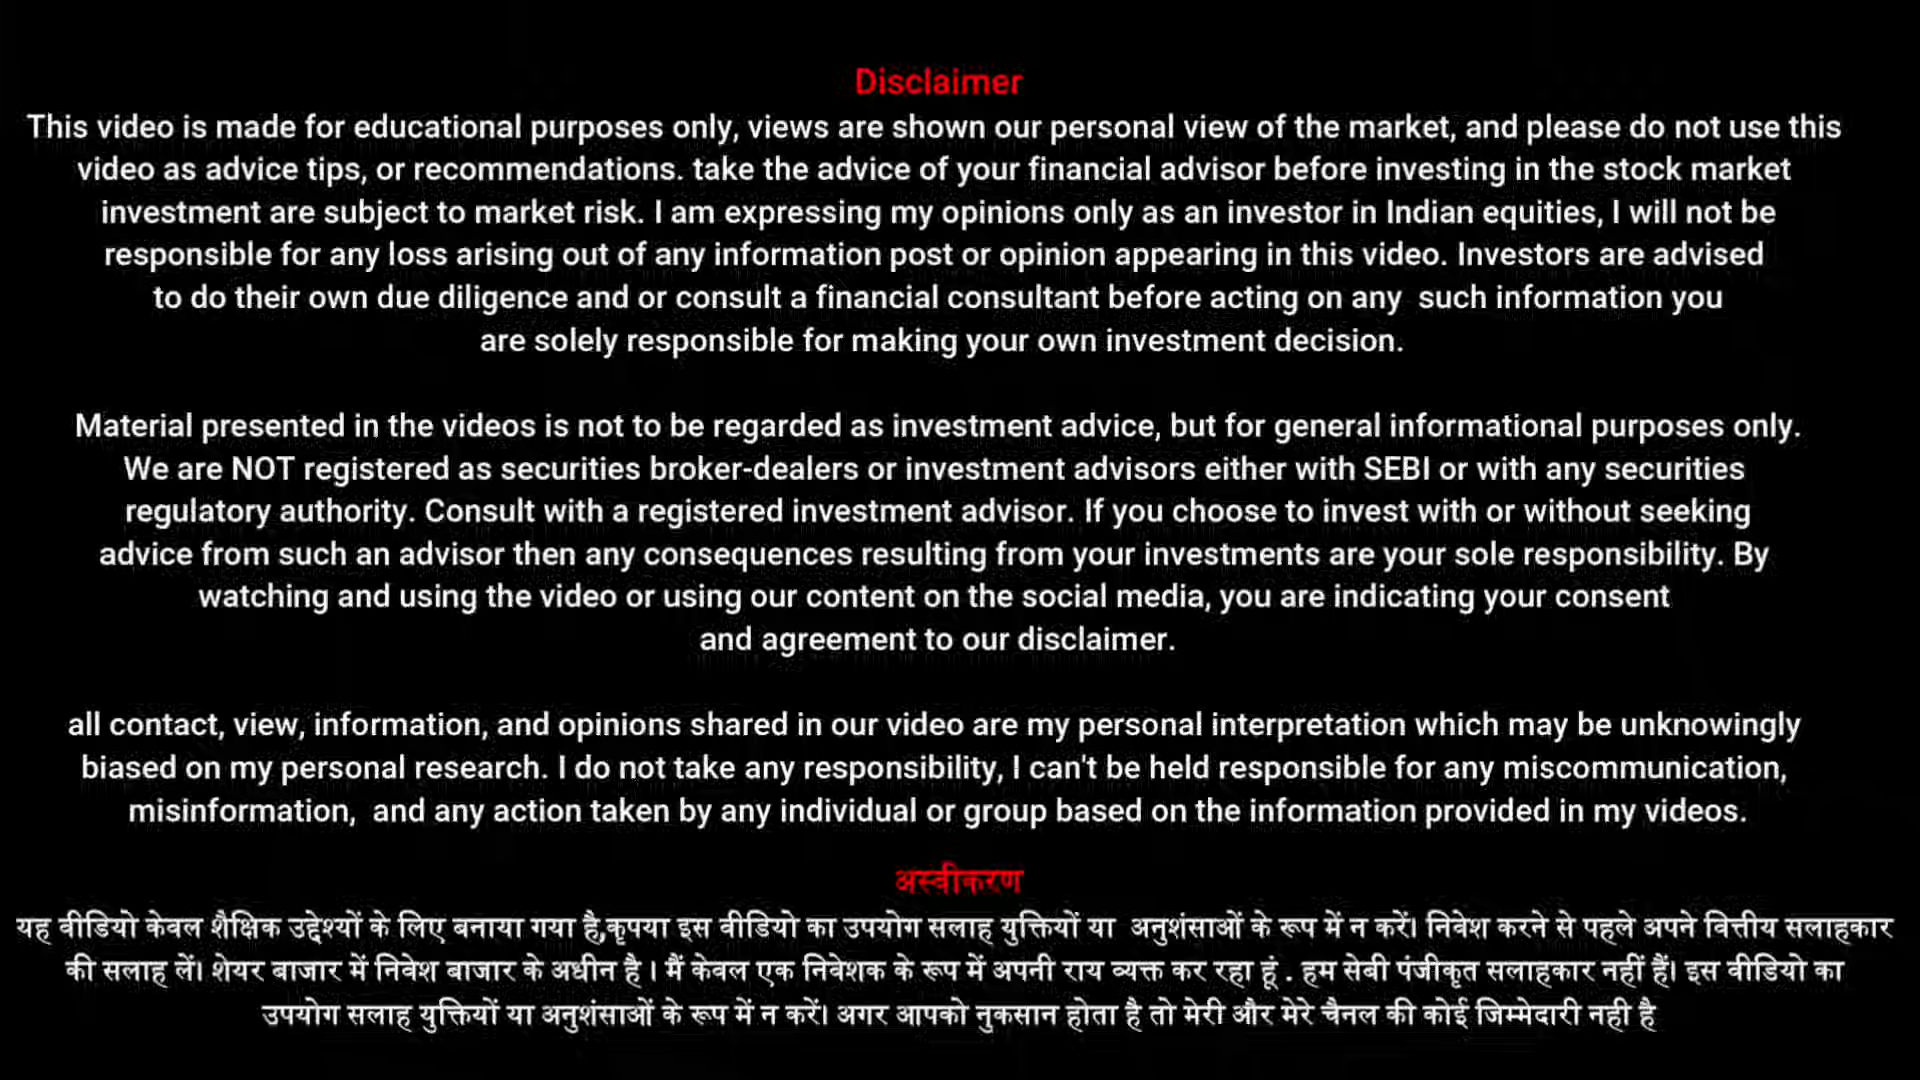 Disclaimer
This video is made for educational purposes only, views are shown our personal view of the market, and please do not use this
video as advice tips, or recommendations. take the advice of your financial advisor before investing in the stock market
investment are subject to market risk. I am expressing my opinions only as an investor in Indian equities, I will not be
responsible for any loss arising out of any information post or opinion appearing in this video. Investors are advised
to do their own due diligence and or consult a financial consultant before acting on any  such information you
are solely responsible for making your own investment decision.
Material presented in the videos is not to be regarded as investment advice, but for general informational purposes only.
We are NOT registered as securities broker-dealers or investment advisors either with SEBI or with any securities
regulatory authority. Consult with a registered investment advisor. If you choose to invest with or without seeking
advice from such an advisor then any consequences resulting from your investments are your sole responsibility. By
watching and using the video or using our content on the social media, you are indicating your consent
and agreement to our disclaimer.
all contact, view, information, and opinions shared in our video are my personal interpretation which may be unknowingly
biased on my personal research. I do not take any responsibility, I can't be held responsible for any miscommunication,
misinformation,  and any action taken by any individual or group based on the information provided in my videos.
अस्वीकरण
यह वीडियो केवल शैक्षिक उद्देश्यों के लिए बनाया गया है,कृपया इस वीडियो का उपयोग सलाह युक्तियों या  अनुशंसाओं के रूप में न करें। निवेश करने से पहले अपने वित्तीय सलाहकार
की सलाह लें। शेयर बाजार में निवेश बाजार के अधीन है । मैं केवल एक निवेशक के रूप में अपनी राय व्यक्त कर रहा हूं . हम सेबी पंजीकृत सलाहकार नहीं हैं। इस वीडियो का
उपयोग सलाह युक्तियों या अनुशंसाओं के रूप में न करें। अगर आपको नुकसान होता है तो मेरी और मेरे चैनल की कोई जिम्मेदारी नही है